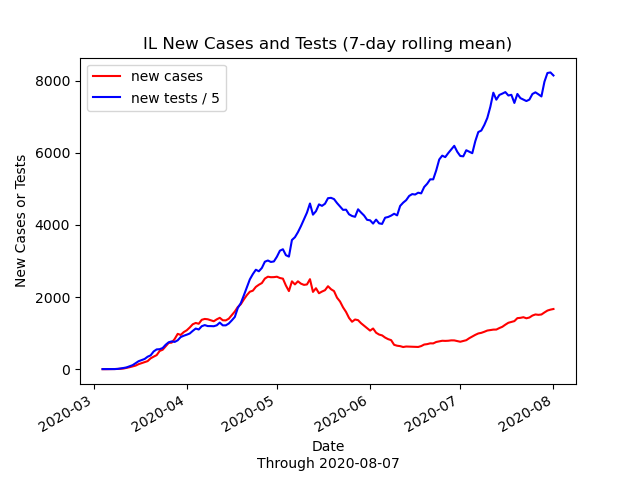 IL New Cases and Tests (7-day rolling mean)
new cases
new tests / 5
New Cases or Tests
8000
6000
4000
2000
0
2020-03
2020-04
2020-05
2020-06
2020-07
2020-08
Date
Through 2020-08-07